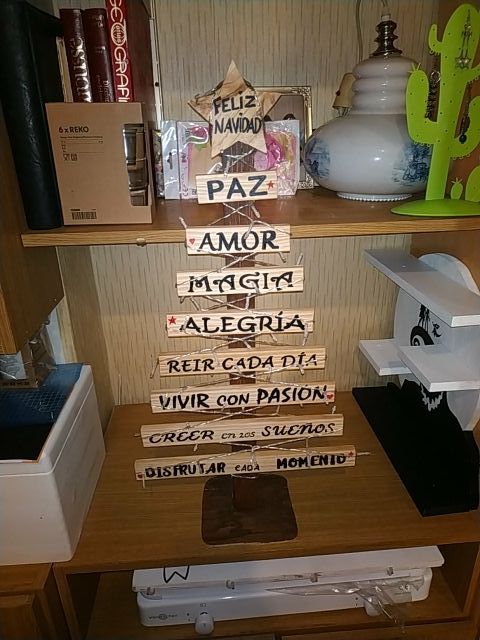 GEOGRAFI
6 x REKO
FELIZ
NAVIDAD
PAZ
AMOR
MAGIA
ALEGRÍA
REIR CADA DÍA
VIVIR CON PASIÓN
CREER EN LOS SUEÑOS
DISFRUTAR CADA MOMENTO